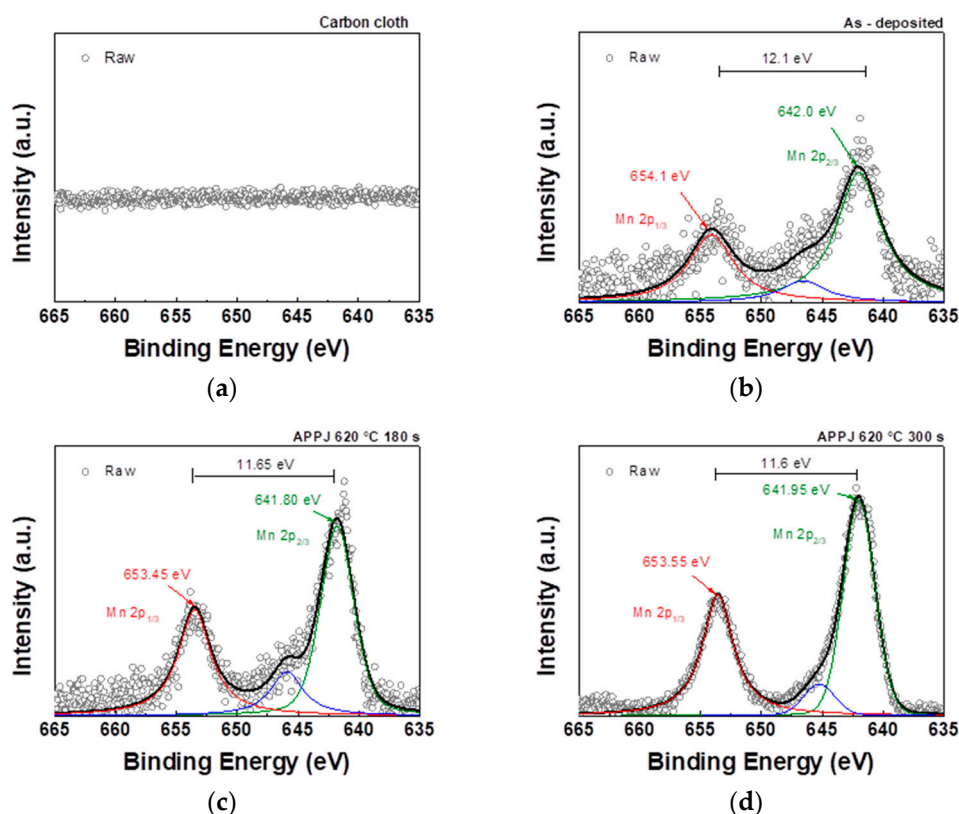 Carbon cloth
Raw
Intensity (a.u.)
665 660 655 650 645 640 635
Binding Energy (eV)
(a)
As - deposited
Raw
12.1 eV
642.0 eV
Mn 2p2/3
654.1 eV
Mn 2p1/3
Intensity (a.u.)
665 660 655 650 645 640 635
Binding Energy (eV)
(b)
APPJ 620 °C 180 s
Raw
11.65 eV
641.80 eV
Mn 2p2/3
653.45 eV
Mn 2p1/3
Intensity (a.u.)
665 660 655 650 645 640 635
Binding Energy (eV)
(c)
APPJ 620 °C 300 s
Raw
11.6 eV
641.95 eV
Mn 2p2/3
653.55 eV
Mn 2p1/3
Intensity (a.u.)
665 660 655 650 645 640 635
Binding Energy (eV)
(d)